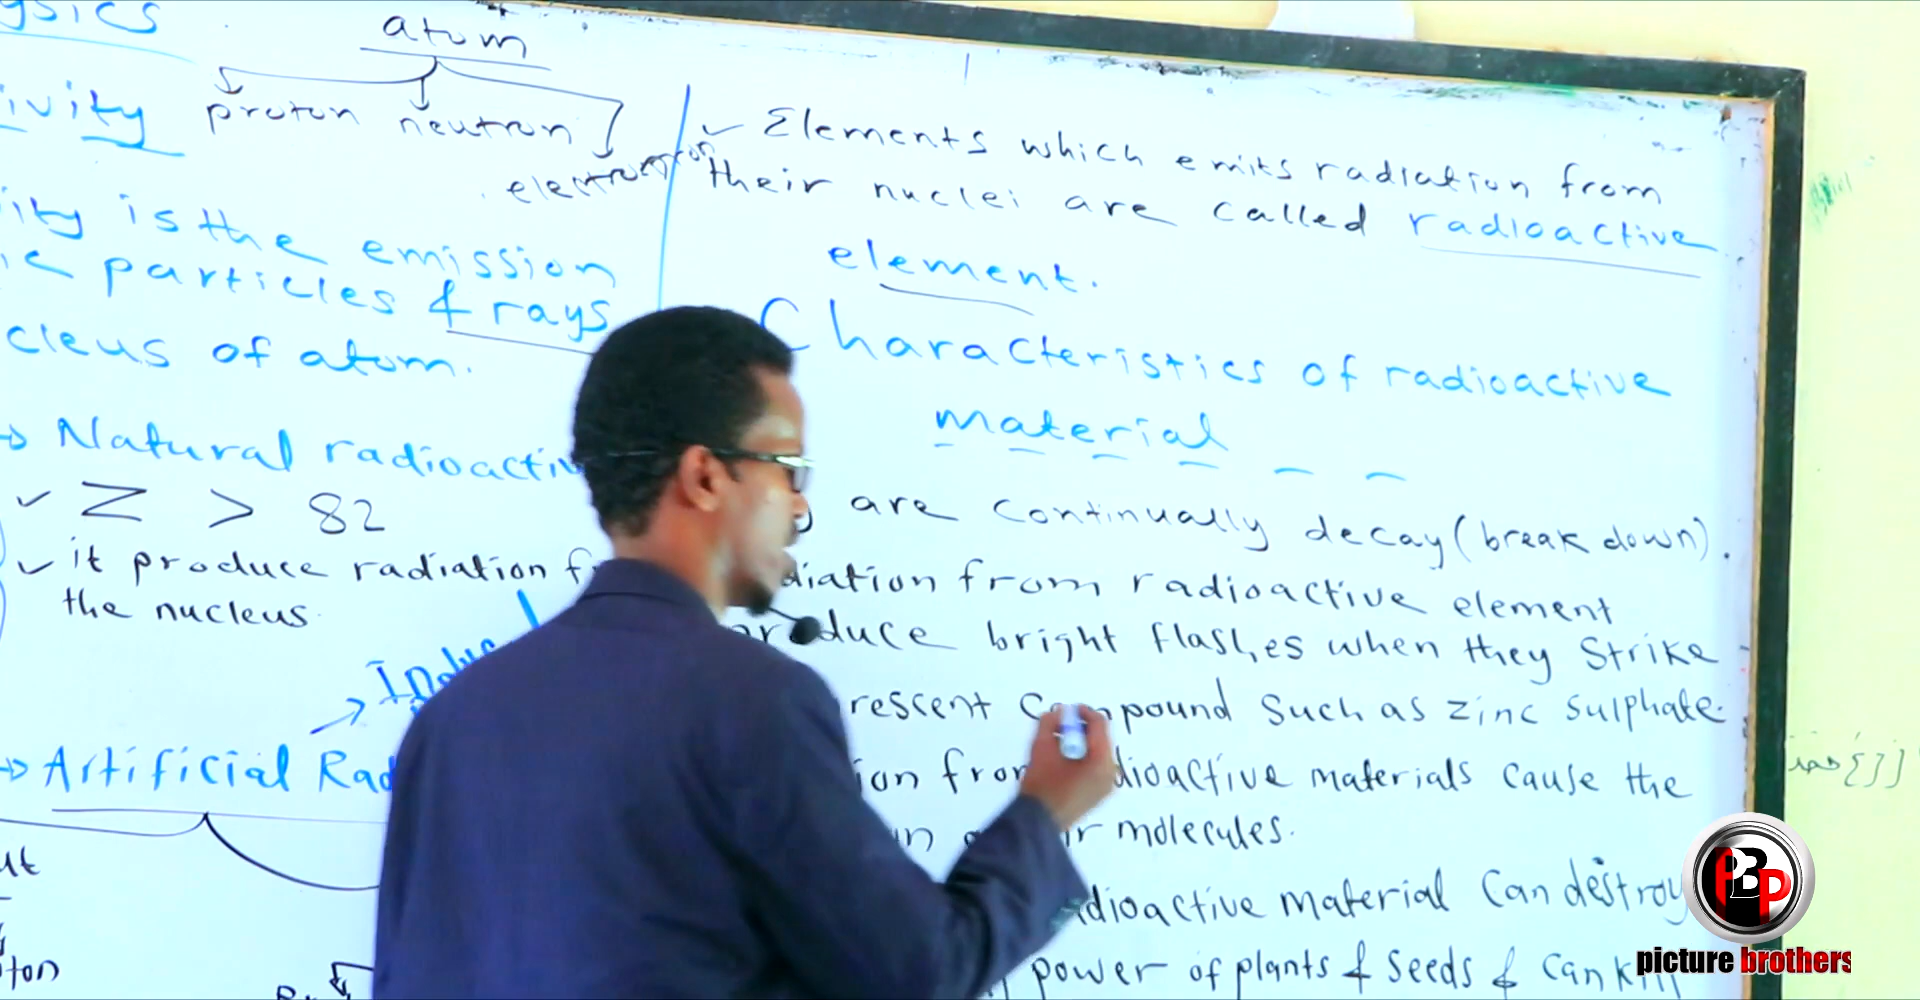 ysics
atom
ivity
proton neutron
ity is the emission
ic particles & rays
cleus of atom.
→ Natural radioactiv
✓ Z > 82
✓ it produce radiation f
the nucleus.
→ Artificial Rad
✓ Elements which emits radiation from
their nuclei are called radioactive
element.
Characteristics of radioactive
material
are continually decay (break down).
diation from radioactive element
produce bright flashes when they strike
rescent compound such as zinc sulphate.
ion from dioactive materials cause the
molecules.
dioactive material can destroy
power of plants & seeds & can kill
PBP
picture brothers